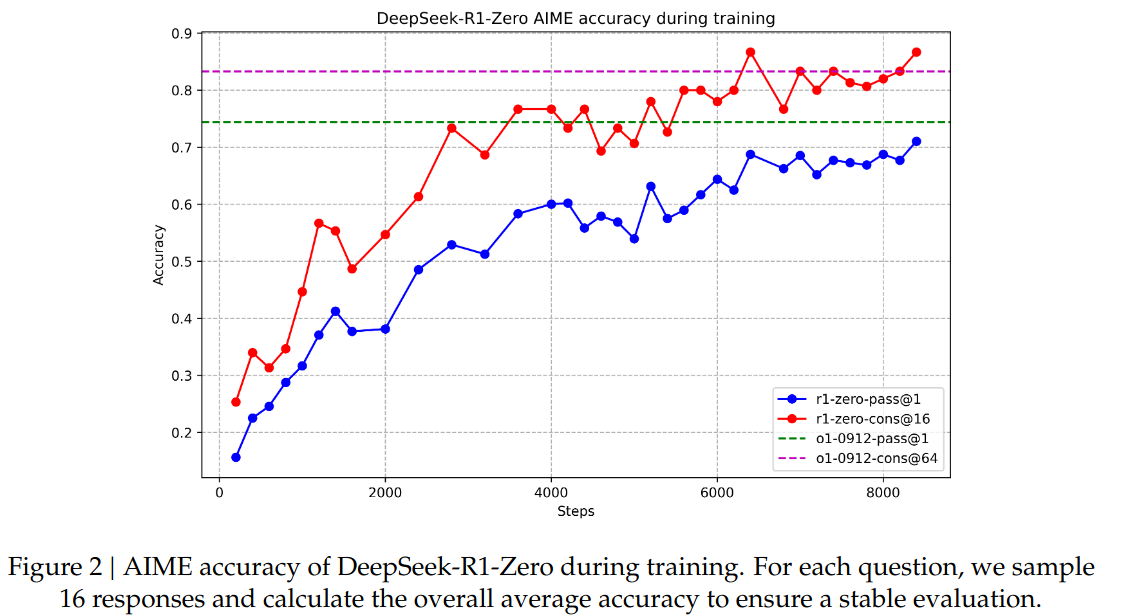 DeepSeek-R1-Zero AIME accuracy during training
0.9
0.8
0.7
0.6
0.5
0.4
0.3
0.2
Accuracy
0 2000 4000 6000 8000
Steps
r1-zero-pass@1
r1-zero-cons@16
o1-0912-pass@1
o1-0912-cons@64
Figure 2 | AIME accuracy of DeepSeek-R1-Zero during training. For each question, we sample
16 responses and calculate the overall average accuracy to ensure a stable evaluation.